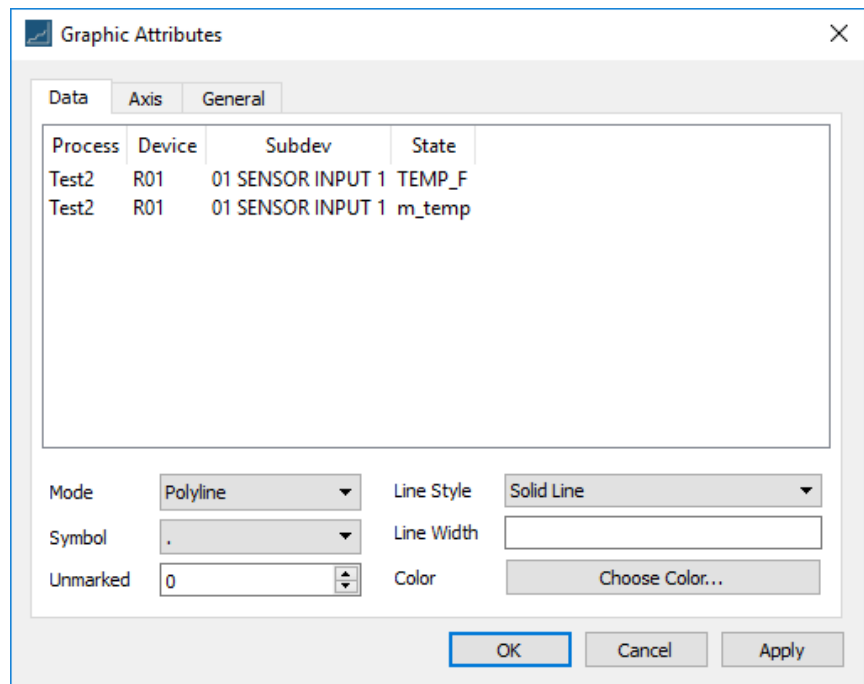 Graphic Attributes
Data Axis General
Process Device Subdev State
Test2 R01 01 SENSOR INPUT 1 TEMP_F
Test2 R01 01 SENSOR INPUT 1 m_temp
Mode Polyline Line Style Solid Line
Symbol . Line Width
Unmarked 0 Color Choose Color...
OK Cancel Apply